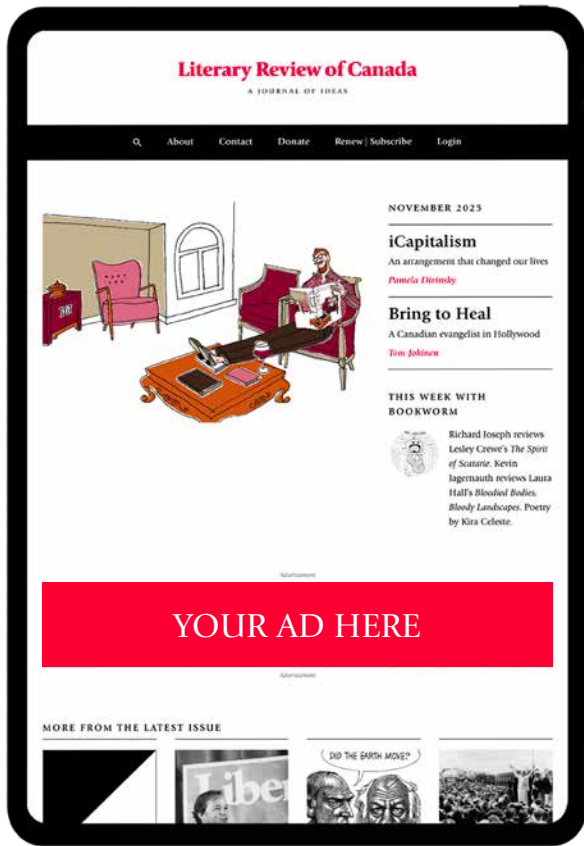 Literary Review of Canada
A JOURNAL OF IDEAS
About Contact Donate Renew | Subscribe Login
NOVEMBER 2025
iCapitalism
An arrangement that changed our lives
Pamela Divinsky
Bring to Heal
A Canadian evangelist in Hollywood
Tom Jokinen
THIS WEEK WITH
BOOKWORM
Richard Joseph reviews
Lesley Crewe's The Spirit
of Scatarie. Kevin
Jagernauth reviews Laura
Hall's Bloodied Bodies,
Bloody Landscapes. Poetry
by Kira Celeste.
Advertisement
YOUR AD HERE
Advertisement
MORE FROM THE LATEST ISSUE
Liber
DID THE EARTH MOVE?